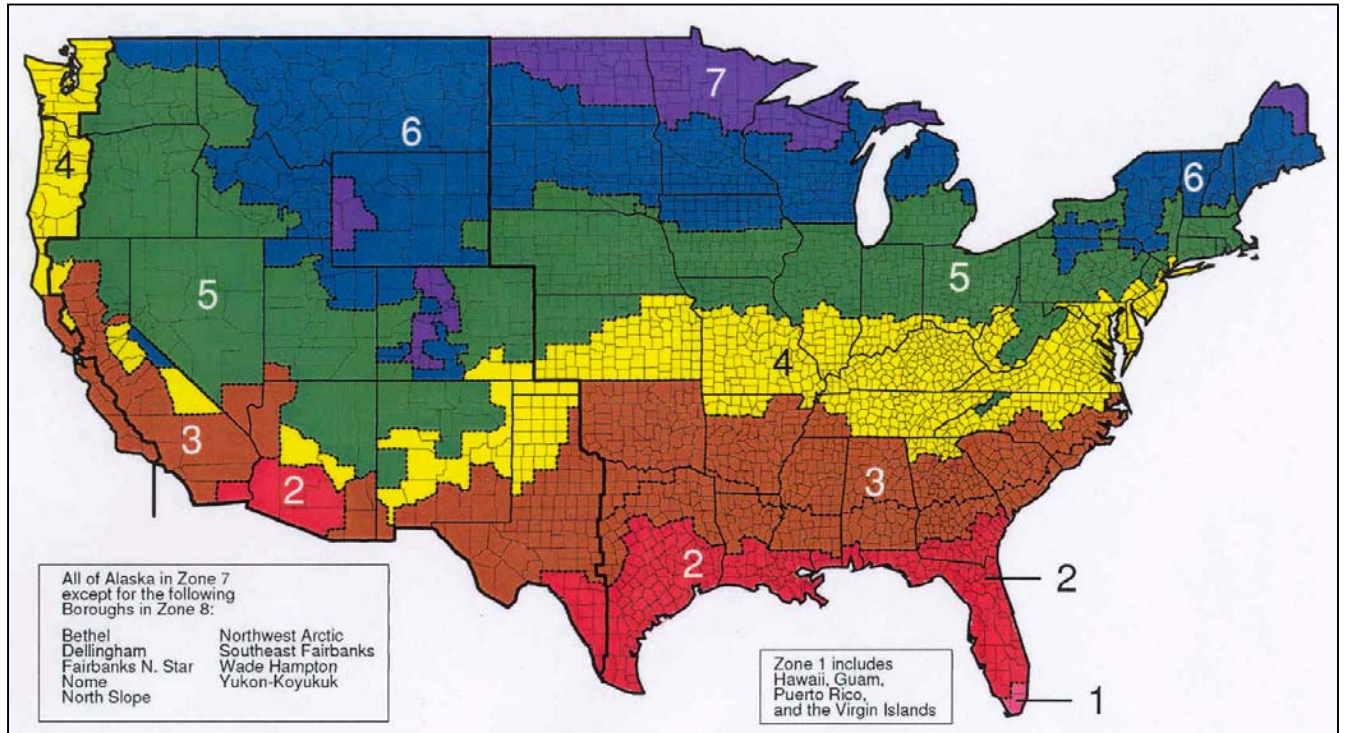 7
6
4
6
5
5
4
3
3
2
2
2
1
All of Alaska in Zone 7
except for the following
Boroughs in Zone 8:
Bethel
Dellingham
Fairbanks N. Star
Nome
North Slope
Northwest Arctic
Southeast Fairbanks
Wade Hampton
Yukon-Koyukuk
Zone 1 includes
Hawaii, Guam,
Puerto Rico,
and the Virgin Islands